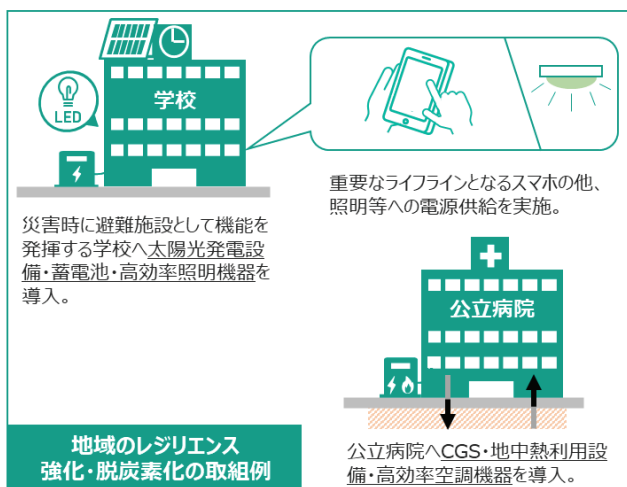 学校
LED
災害時に避難施設として機能を
発揮する学校へ太陽光発電設
備・蓄電池・高効率照明機器を
導入。
重要なライフラインとなるスマホの他、
照明等への電源供給を実施。
公立病院
公立病院へCGS・地中熱利用設
備・高効率空調機器を導入。
地域のレジリエンス
強化・脱炭素化の取組例